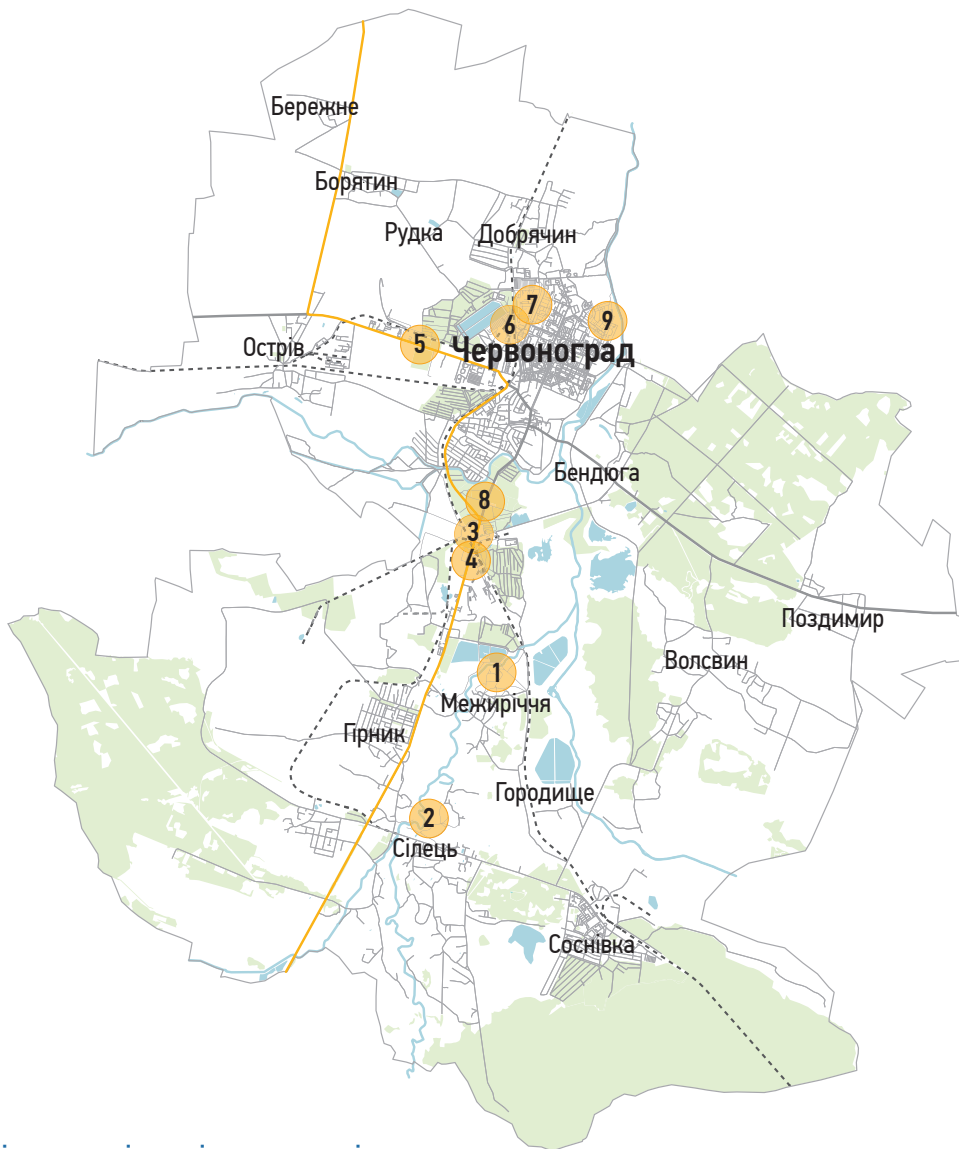 Бережне
Борятин
Рудка
Добрячин
7
6
9
5
Острів
Червоноград
Бендюга
8
3
4
Поздимир
Волсвин
1
Межиріччя
Гірник
Городище
2
Сілець
Соснівка